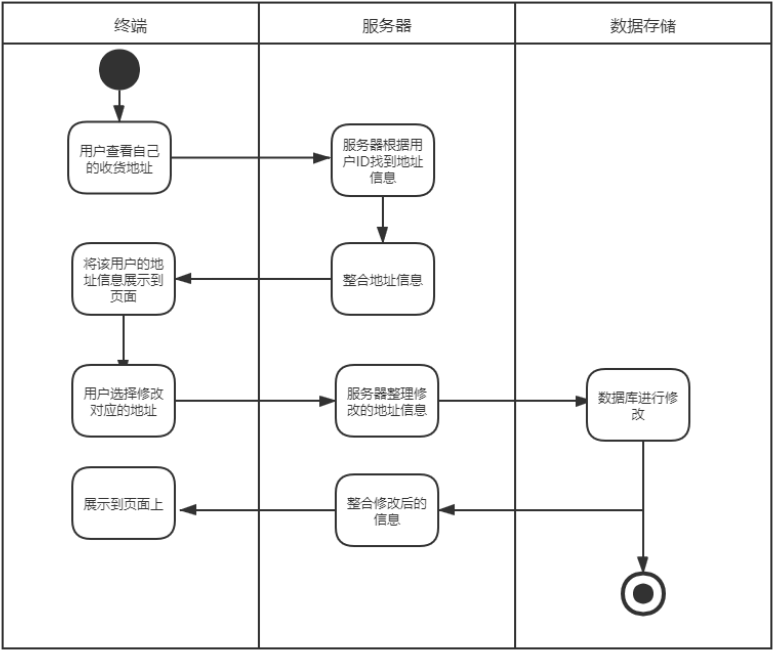 终端
服务器
数据存储
用户查看自己
的收货地址
服务器根据用
户ID找到地址
信息
将该用户的地
址信息展示到
页面
整合地址信息
用户选择修改
对应的地址
服务器整理修
改的地址信息
数据库进行修
改
展示到页面上
整合修改后的
信息